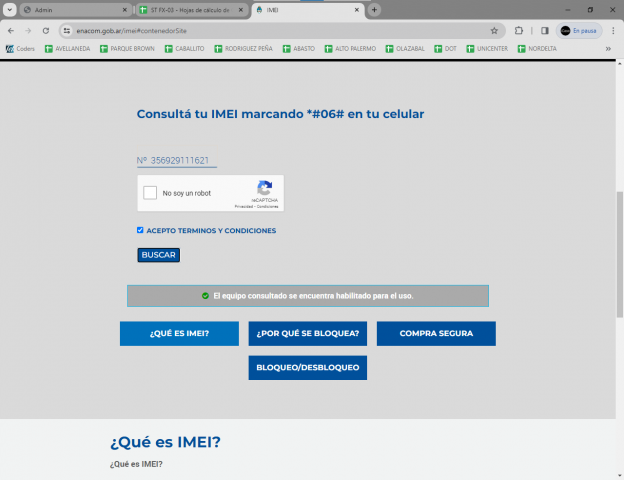 Admin
ST FX-03 - Hojas de cálculo de
IMEI
enacom.gob.ar/imei#contenedorSite
En pausa
Coders
AVELLANEDA
PARQUE BROWN
CABALLITO
RODRIGUEZ PEÑA
ABASTO
ALTO PALERMO
OLAZABAL
DOT
UNICENTER
NORDELTA
Consultá tu IMEI marcando *#06# en tu celular
Nº :356929111621
No soy un robot
reCAPTCHA
Privacidad - Condiciones
ACEPTO TERMINOS Y CONDICIONES
BUSCAR
El equipo consultado se encuentra habilitado para el uso.
¿QUÉ ES IMEI?
¿POR QUÉ SE BLOQUEA?
COMPRA SEGURA
BLOQUEO/DESBLOQUEO
¿Qué es IMEI?
¿Qué es IMEI?